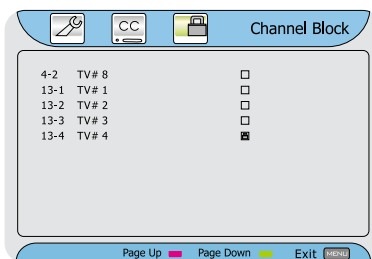 CC Channel Block
4-2 TV# 8
13-1 TV# 1
13-2 TV# 2
13-3 TV# 3
13-4 TV# 4
Page Up Page Down Exit MENU